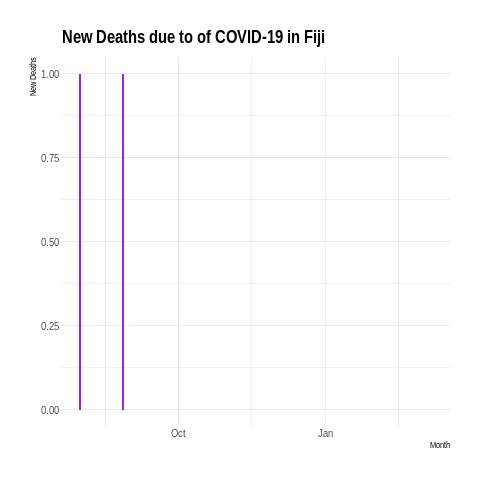 New Deaths due to of COVID-19 in Fiji
New Deaths
1.00
0.75
0.50
0.25
0.00
Oct
Jan
Month